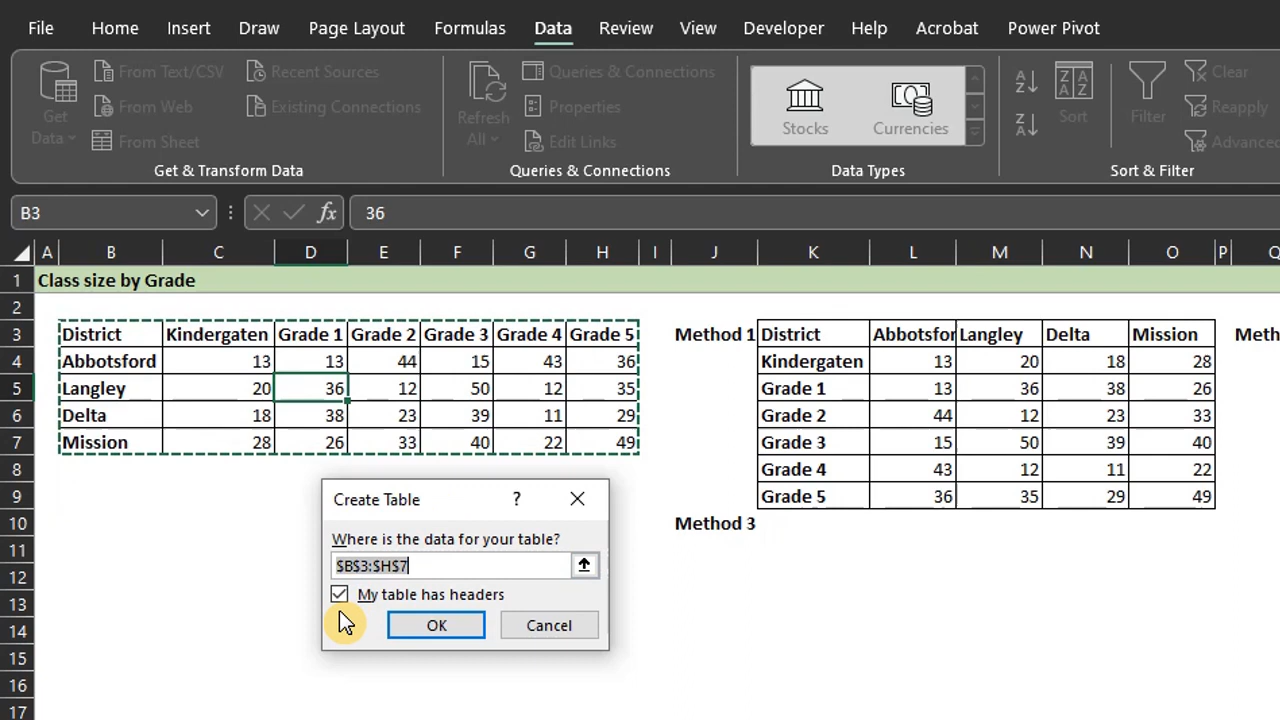 File Home Insert Draw Page Layout Formulas Data Review View Developer Help Acrobat Power Pivot
Get Data
From Text/CSV
From Web
From Sheet
Recent Sources
Existing Connections
Get & Transform Data
Refresh All
Queries & Connections
Properties
Edit Links
Queries & Connections
Stocks Currencies
Data Types
A Z
Z A
Z A A Z
Sort
Filter
Clear
Reapply
Advanced
Sort & Filter
B3 fx 36
A B C D E F G H I J K L M N O P Q
1 Class size by Grade
2
3 District Kindergaten Grade 1 Grade 2 Grade 3 Grade 4 Grade 5 Method 1 District Abbotsfor Langley Delta Mission Metho
4 Abbotsford 13 13 44 15 43 36 Kindergaten 13 20 18 28
5 Langley 20 36 12 50 12 35 Grade 1 13 36 38 26
6 Delta 18 38 23 39 11 29 Grade 2 44 12 23 33
7 Mission 28 26 33 40 22 49 Grade 3 15 50 39 40
8 Grade 4 43 12 11 22
9 Grade 5 36 35 29 49
10 Method 3
11
12
13
14
15
16
17
Create Table ?
Where is the data for your table?
$B$3:$H$7
My table has headers
OK Cancel